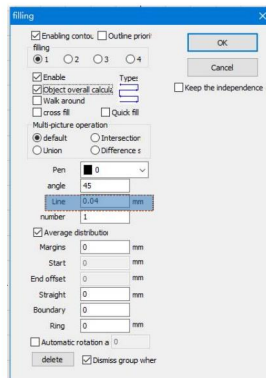 filling
Enabling contou Outline priori
filling
1 2 3 4
Enable Type:
Object overall calcula
Walk around
cross fill Quick fill
Multi-picture operation
default Intersection
Union Difference s
Pen 0
angle 45
Line 0.04 mm
number 1
Average distribution
Margins 0 mm
Start 0 mm
End offset 0 mm
Straight 0 mm
Boundary 0
Ring 0 mm
Automatic rotation a 0
delete Dismiss group wher
OK
Cancel
Keep the independence